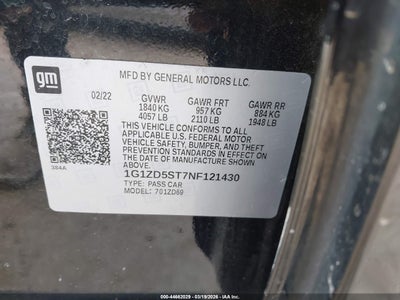 gm
MFD BY GENERAL MOTORS LLC.
02/22 GVWR GAWR FRT GAWR RR
1840 KG 957 KG 884 KG
4057 LB 2110 LB 1948 LB
THIS VEHICLE CONFORMS TO ALL
APPLICABLE U.S. FEDERAL MOTOR
VEHICLE SAFETY, BUMPER, AND THEFT
PREVENTION STANDARDS IN EFFECT ON THE
DATE OF MANUFACTURE SHOWN ABOVE.
384A
1G1ZD5ST7NF121430
TYPE: PASS CAR
MODEL: 701ZD69
000-44662029 - 03/19/2026 - IAAI.COM